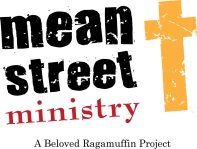 mean
street
ministry
A Beloved Ragamuffin Project